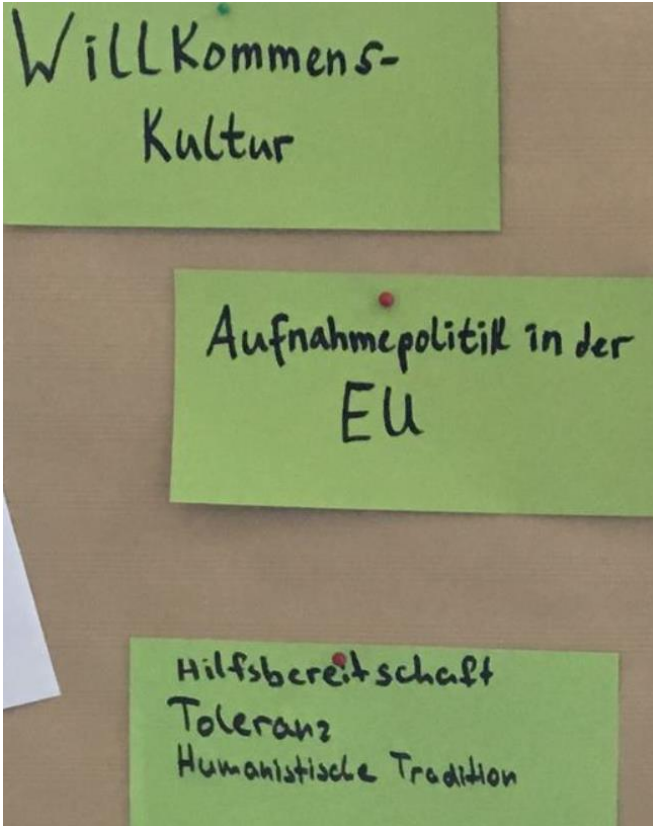 Willkommens-
Kultur
Aufnahmepolitik in der
EU
Hilfsbereitschaft
Toleranz
Humanistische Tradition